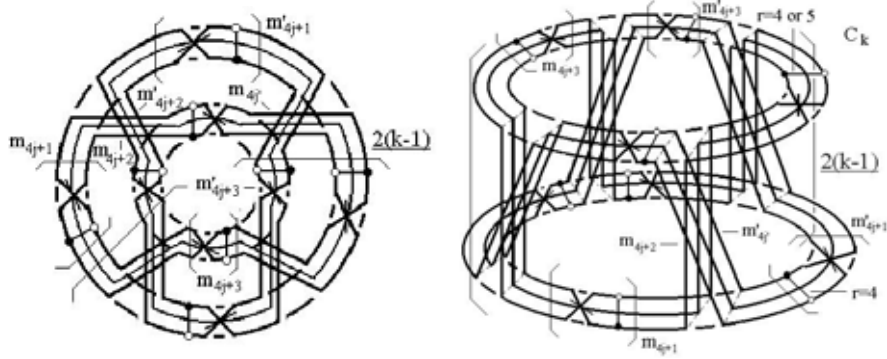 m'₄ⱼ₊₁
m₄ⱼ
m'₄ⱼ₊₂
m₄ⱼ₊₁
m₄ⱼ₊₂
2(k-1)
m'₄ⱼ₊₃
m₄ⱼ₊₃
m'₄ⱼ₊₃
r=4 or 5
Cₖ
m₄ⱼ₊₃
2(k-1)
m'₄ⱼ₊₁
m₄ⱼ₊₂
m'₄ⱼ
r=4
m₄ⱼ₊₁